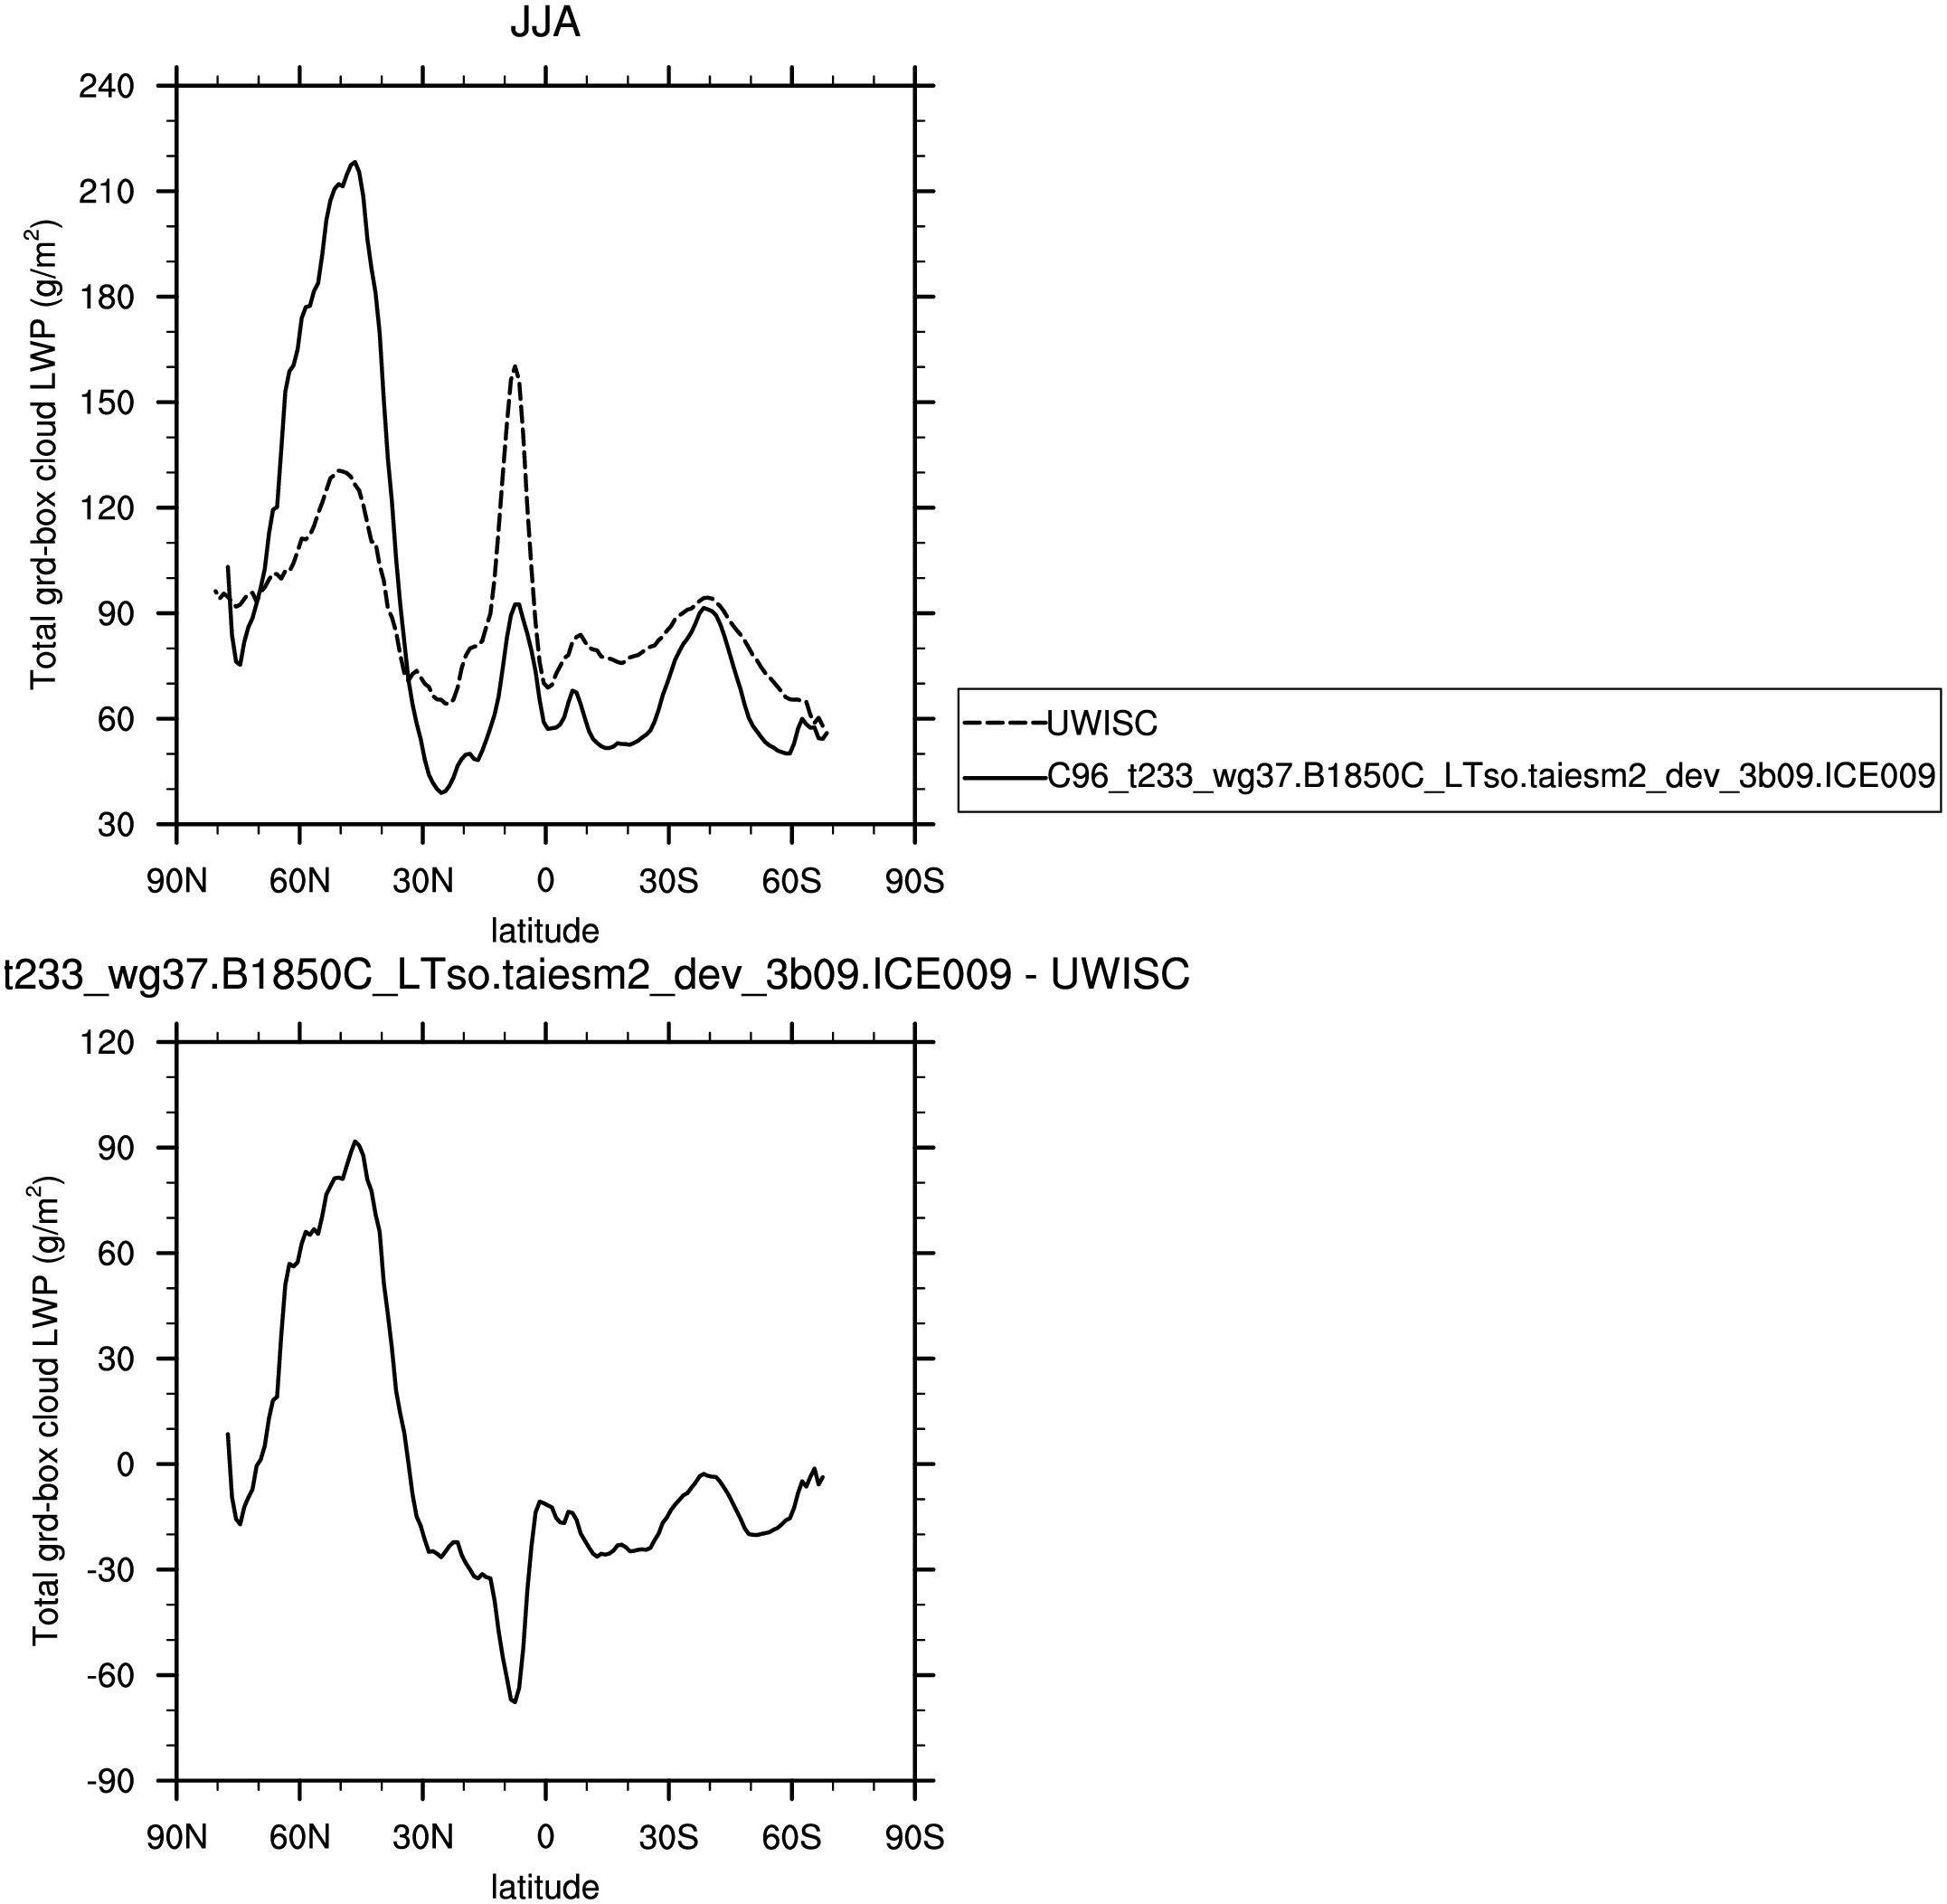 JJA
240
210
180
150
120
90
60
30
Total grd-box cloud LWP (g/m²)
90N 60N 30N 0 30S 60S 90S
latitude
UWISC
C96_t233_wg37.B1850C_LTso.taiesm2_dev_3b09.ICE009
t233_wg37.B1850C_LTso.taiesm2_dev_3b09.ICE009 - UWISC
120
90
60
30
0
-30
-60
-90
Total grd-box cloud LWP (g/m²)
90N 60N 30N 0 30S 60S 90S
latitude